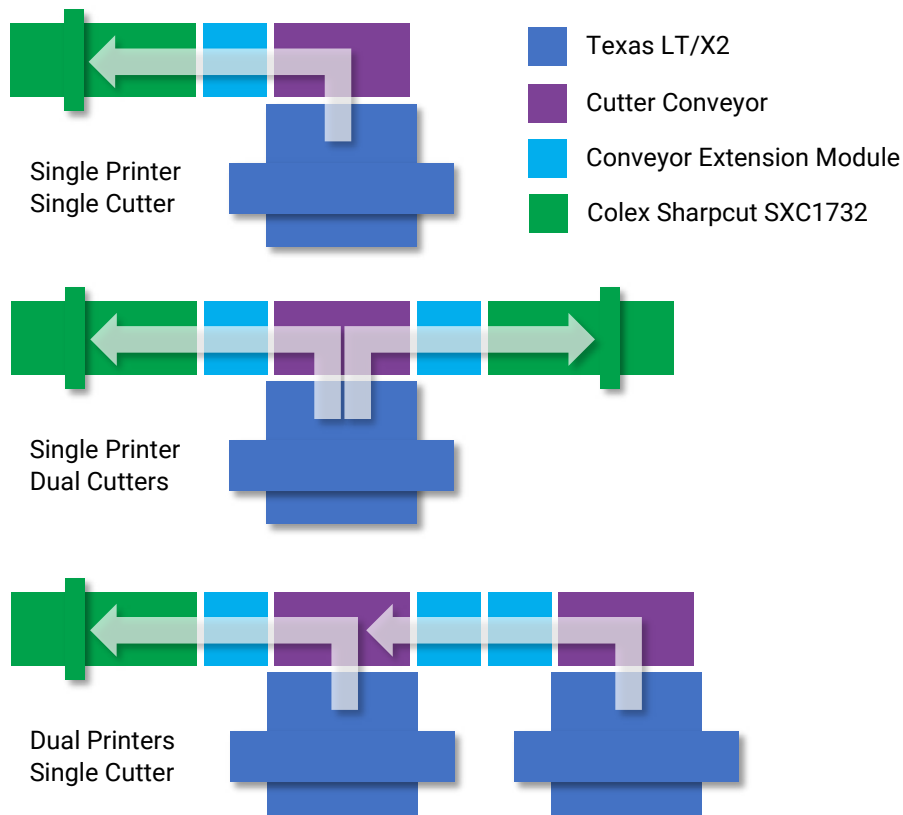 Texas LT/X2
Cutter Conveyor
Conveyor Extension Module
Colex Sharpcut SXC1732
Single Printer
Single Cutter
Single Printer
Dual Cutters
Dual Printers
Single Cutter